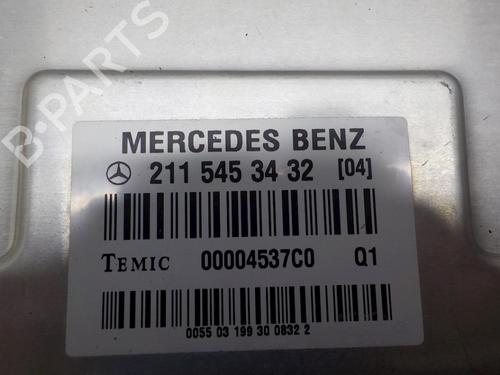 B-PARTS
MERCEDES BENZ
211 545 34 32 [04]
TEMIC 00004537C0 Q1
0055 03 199 30 0832 2